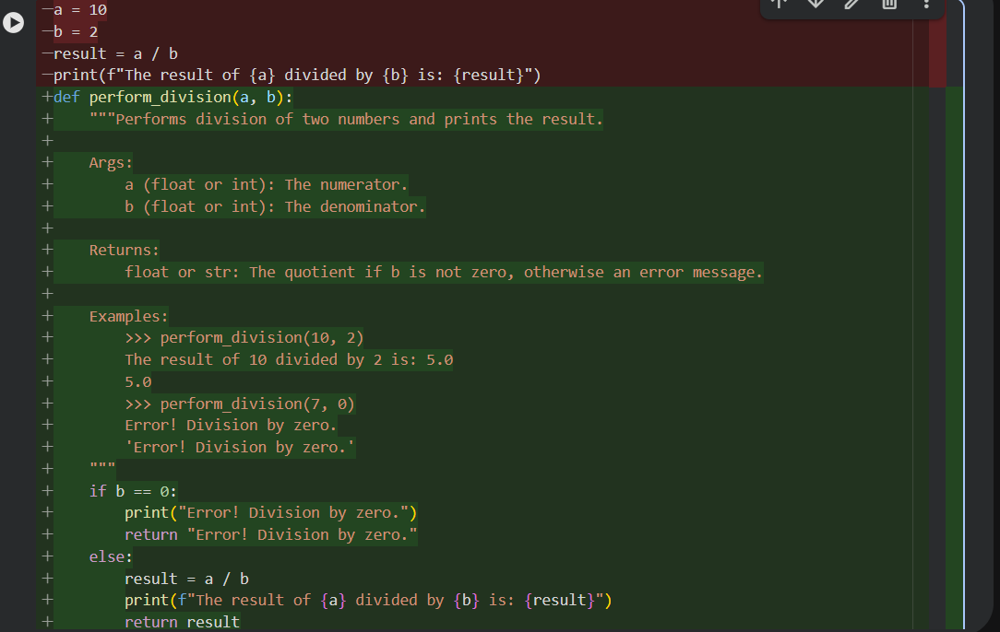 -a = 10
-b = 2
-result = a / b
-print(f"The result of {a} divided by {b} is: {result}")
+def perform_division(a, b):
+    """Performs division of two numbers and prints the result.
+
+    Args:
+        a (float or int): The numerator.
+        b (float or int): The denominator.
+
+    Returns:
+        float or str: The quotient if b is not zero, otherwise an error message.
+
+    Examples:
+        >>> perform_division(10, 2)
+        The result of 10 divided by 2 is: 5.0
+        5.0
+        >>> perform_division(7, 0)
+        Error! Division by zero.
+        'Error! Division by zero.'
+    """
+    if b == 0:
+        print("Error! Division by zero.")
+        return "Error! Division by zero."
+    else:
+        result = a / b
+        print(f"The result of {a} divided by {b} is: {result}")
+        return result